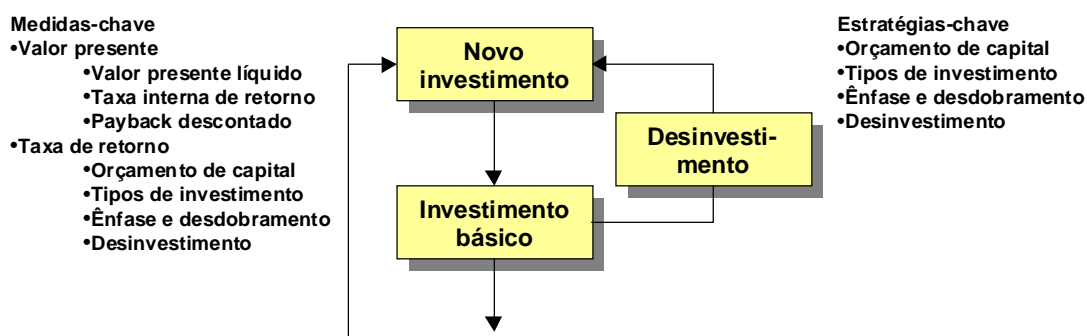 Medidas-chave
•Valor presente
•Valor presente líquido
•Taxa interna de retorno
•Payback descontado
•Taxa de retorno
•Orçamento de capital
•Tipos de investimento
•Ênfase e desdobramento
•Desinvestimento
Novo
investimento
Desinvesti-
mento
Investimento
básico
Estratégias-chave
•Orçamento de capital
•Tipos de investimento
•Ênfase e desdobramento
•Desinvestimento